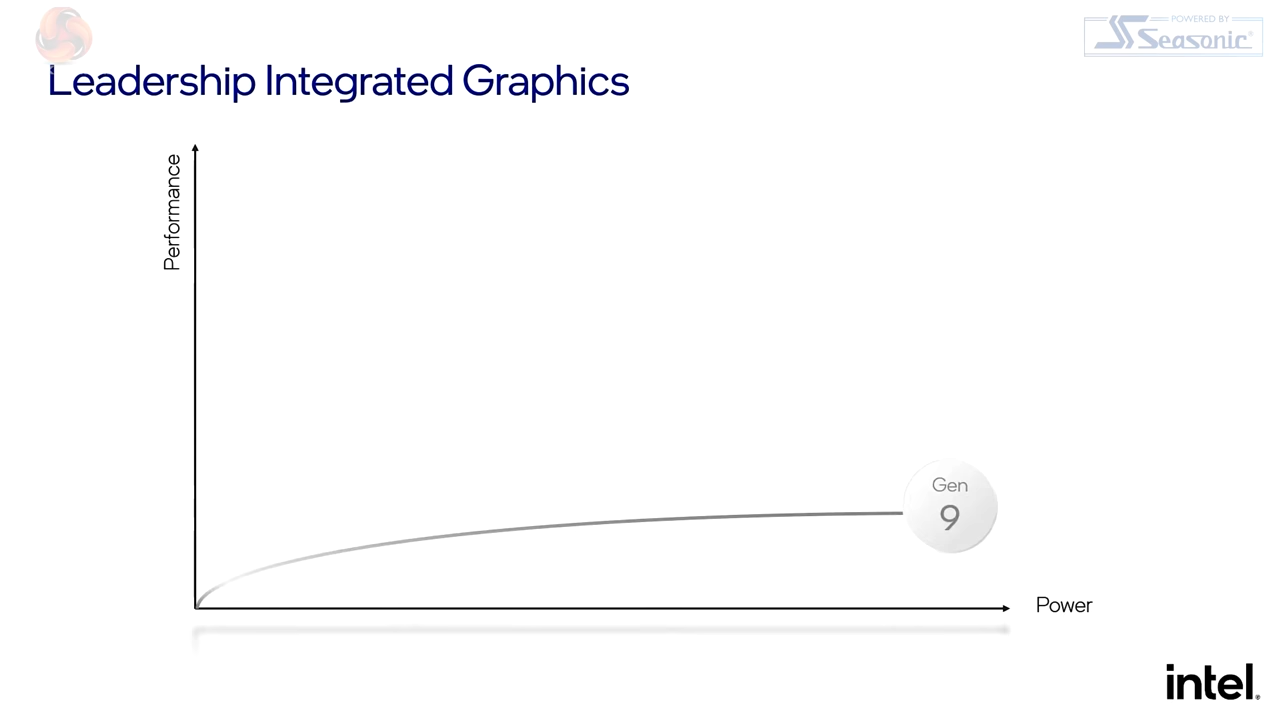 POWERED BY
Seasonic®
Leadership Integrated Graphics
Performance
Gen
9
Power
intel®